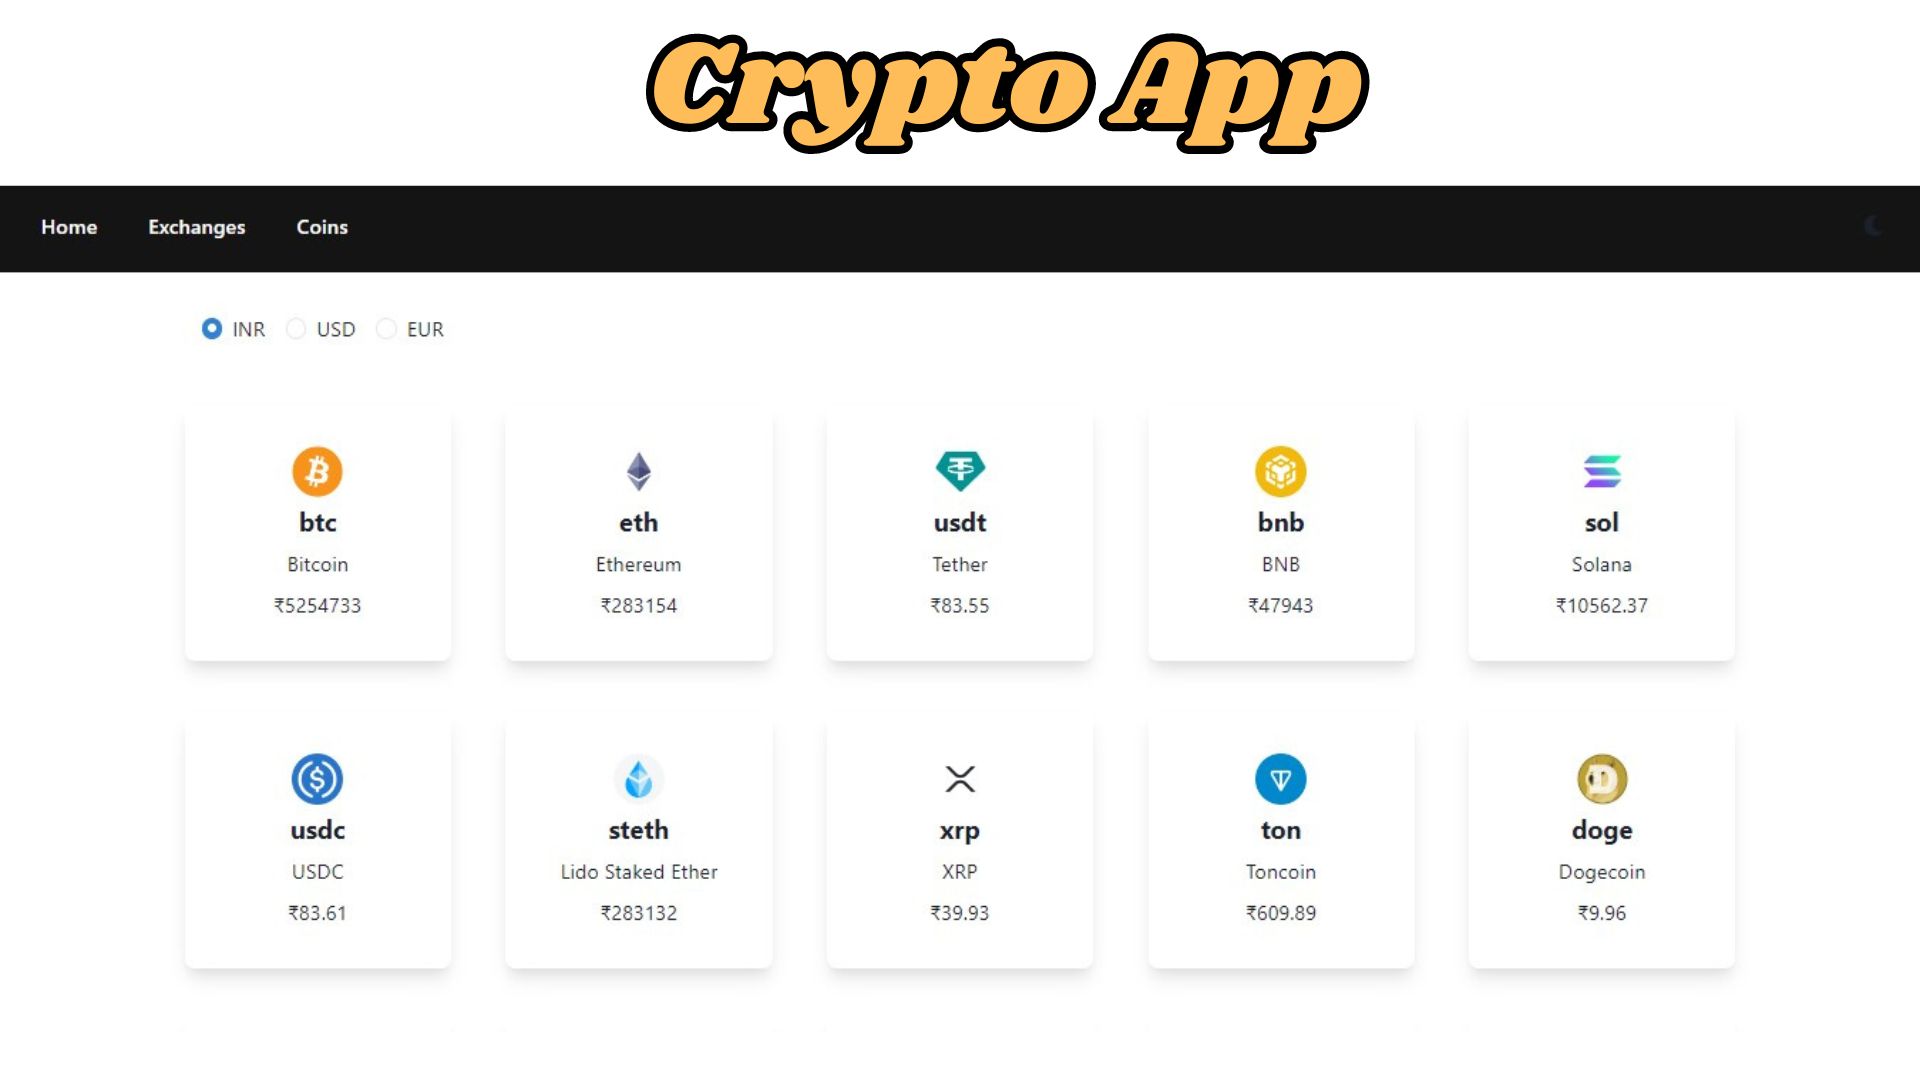 Crypto App
Home Exchanges Coins
INR USD EUR
btc eth usdt bnb sol
Bitcoin Ethereum Tether BNB Solana
₹5254733 ₹283154 ₹83.55 ₹47943 ₹10562.37
usdc steth xrp ton doge
USDC Lido Staked Ether XRP Toncoin Dogecoin
₹83.61 ₹283132 ₹39.93 ₹609.89 ₹9.96